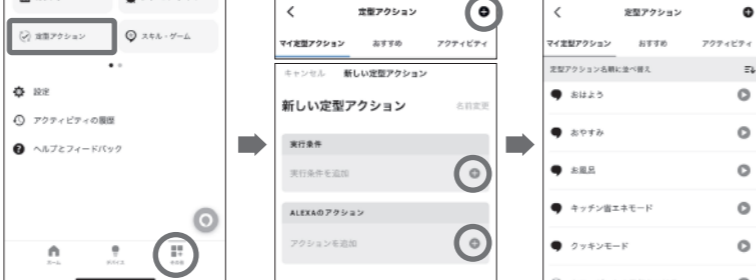 定型アクション
スキル・ゲーム
設定
アクティビティの履歴
ヘルプとフィードバック
ホーム
デバイス
その他
定型アクション
マイ定型アクション
おすすめ
アクティビティ
キャンセル
新しい定型アクション
新しい定型アクション
名前変更
実行条件
実行条件を追加
ALEXAのアクション
アクションを追加
定型アクション
マイ定型アクション
おすすめ
アクティビティ
定型アクション名順に並べ替え
おはよう
おやすみ
お風呂
キッチン省エネモード
クッキンモード